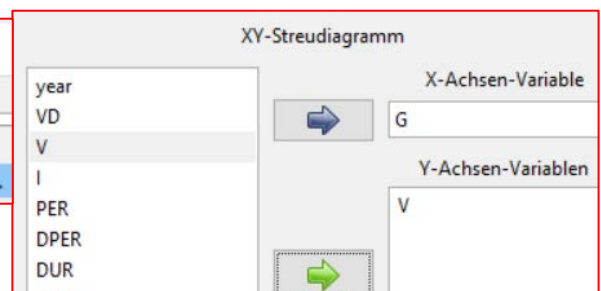 XY-Streudiagramm
year
VD
V
I
PER
DPER
DUR
X-Achsen-Variable
G
Y-Achsen-Variablen
V